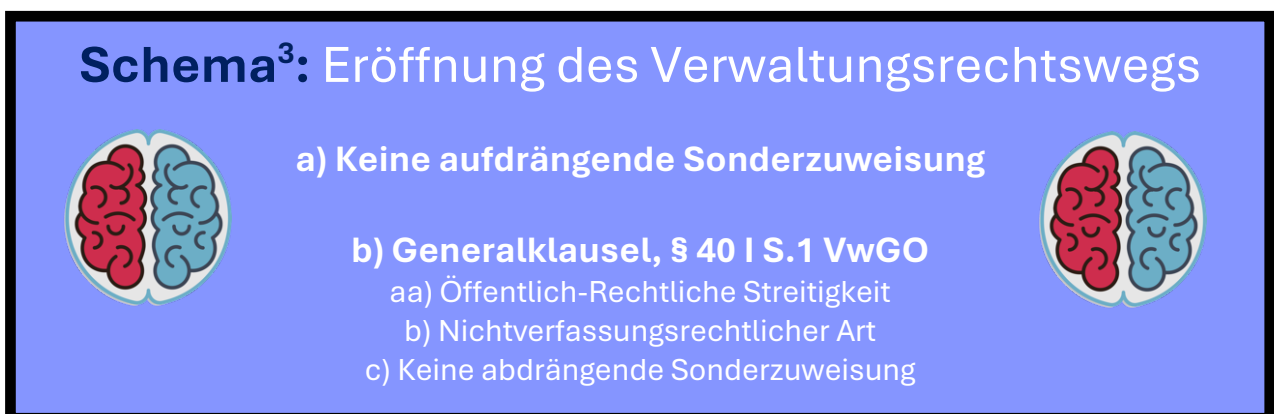 Schema³: Eröffnung des Verwaltungsrechtswegs
a) Keine aufdrängende Sonderzuweisung
b) Generalklausel, § 40 I S.1 VwGO
aa) Öffentlich-Rechtliche Streitigkeit
b) Nichtverfassungsrechtlicher Art
c) Keine abdrängende Sonderzuweisung